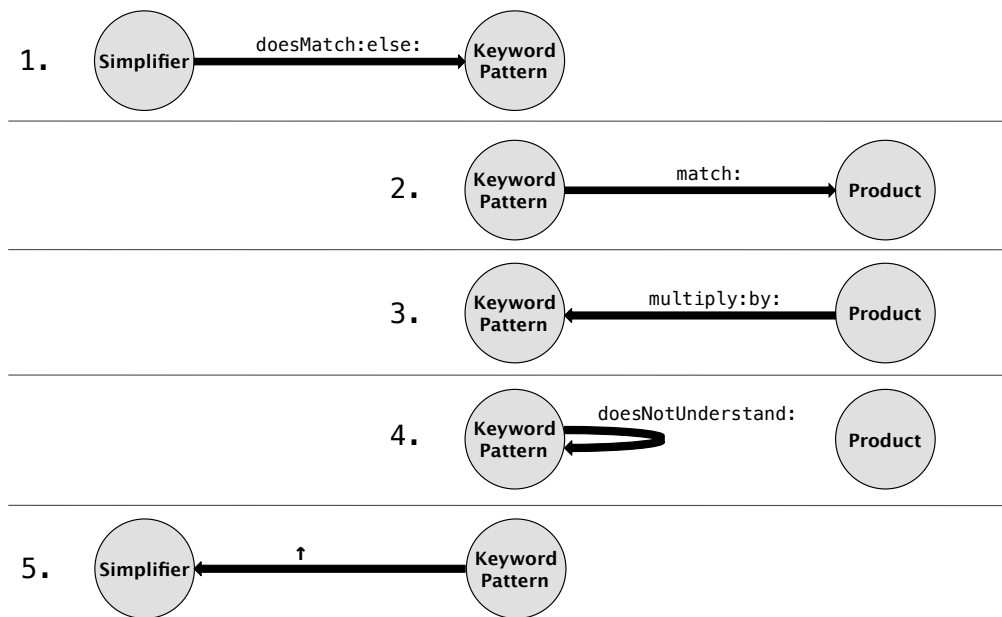 1.
Simplifier
doesMatch:else:
Keyword
Pattern
2.
Keyword
Pattern
match:
Product
3.
Keyword
Pattern
multiply:by:
Product
4.
Keyword
Pattern
doesNotUnderstand:
Product
5.
Simplifier
↑
Keyword
Pattern